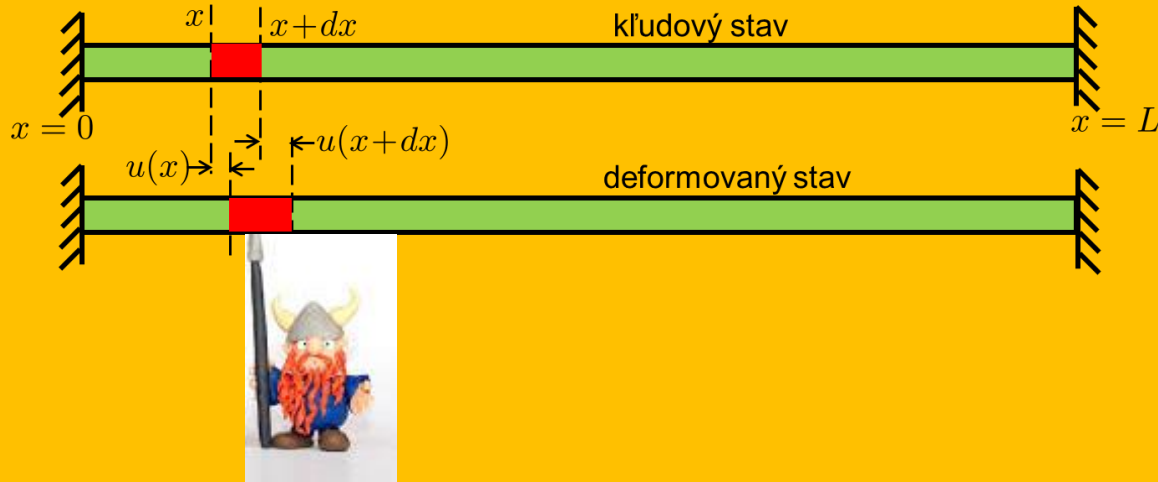 x
x+dx
kľudový stav
x = 0
x = L
u(x)
u(x+dx)
deformovaný stav